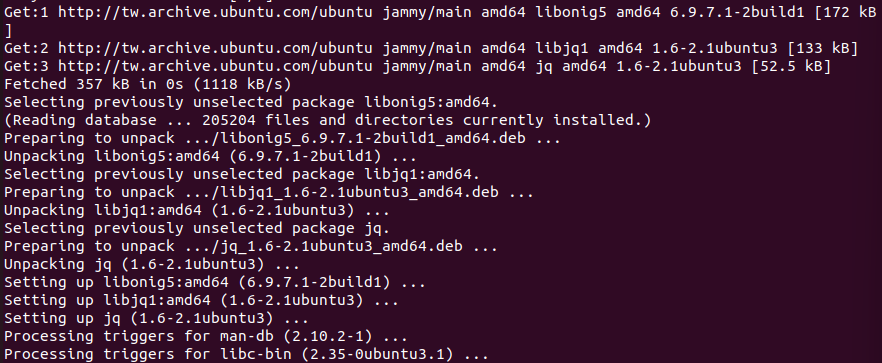 Get:1 http://tw.archive.ubuntu.com/ubuntu jammy/main amd64 libonig5 amd64 6.9.7.1-2build1 [172 kB
]
Get:2 http://tw.archive.ubuntu.com/ubuntu jammy/main amd64 libjq1 amd64 1.6-2.1ubuntu3 [133 kB]
Get:3 http://tw.archive.ubuntu.com/ubuntu jammy/main amd64 jq amd64 1.6-2.1ubuntu3 [52.5 kB]
Fetched 357 kB in 0s (1118 kB/s)
Selecting previously unselected package libonig5:amd64.
(Reading database ... 205204 files and directories currently installed.)
Preparing to unpack .../libonig5_6.9.7.1-2build1_amd64.deb ...
Unpacking libonig5:amd64 (6.9.7.1-2build1) ...
Selecting previously unselected package libjq1:amd64.
Preparing to unpack .../libjq1_1.6-2.1ubuntu3_amd64.deb ...
Unpacking libjq1:amd64 (1.6-2.1ubuntu3) ...
Selecting previously unselected package jq.
Preparing to unpack .../jq_1.6-2.1ubuntu3_amd64.deb ...
Unpacking jq (1.6-2.1ubuntu3) ...
Setting up libonig5:amd64 (6.9.7.1-2build1) ...
Setting up libjq1:amd64 (1.6-2.1ubuntu3) ...
Setting up jq (1.6-2.1ubuntu3) ...
Processing triggers for man-db (2.10.2-1) ...
Processing triggers for libc-bin (2.35-0ubuntu3.1) ...